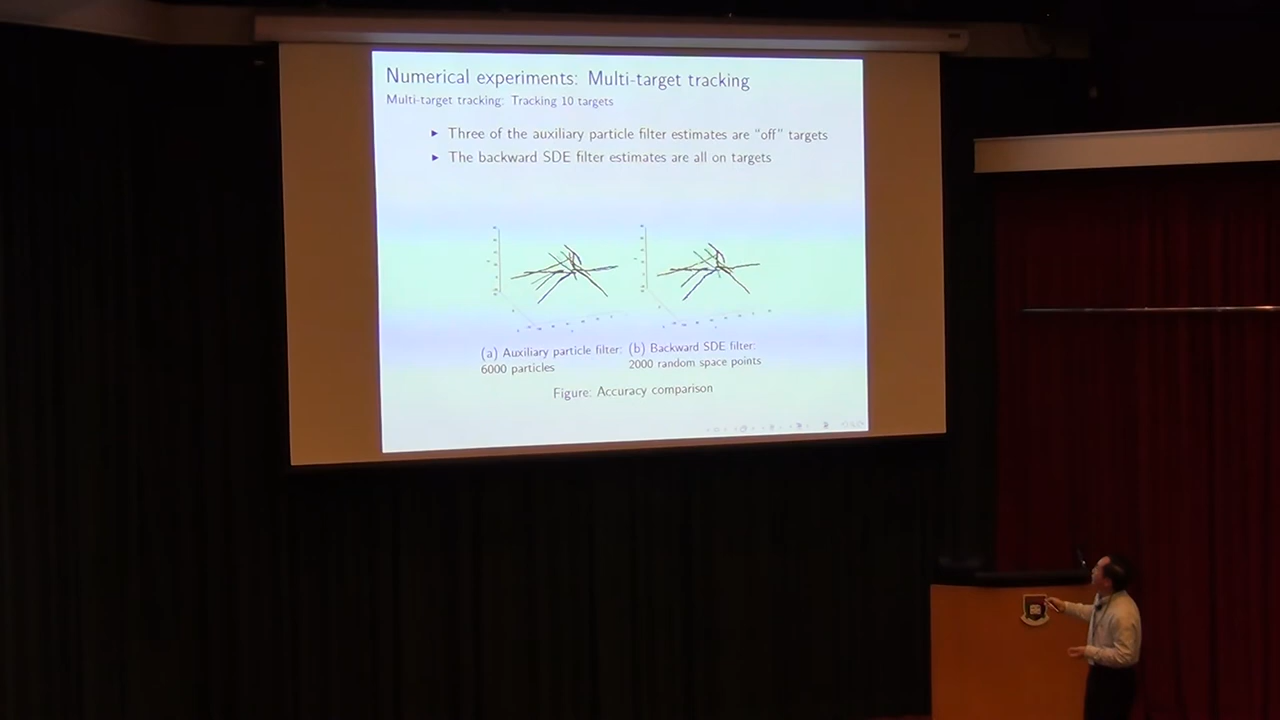 Numerical experiments: Multi-target tracking
Multi-target tracking: Tracking 10 targets
Three of the auxiliary particle filter estimates are "off" targets
The backward SDE filter estimates are all on targets
(a) Auxiliary particle filter:
6000 particles
(b) Backward SDE filter:
2000 random space points
Figure: Accuracy comparison